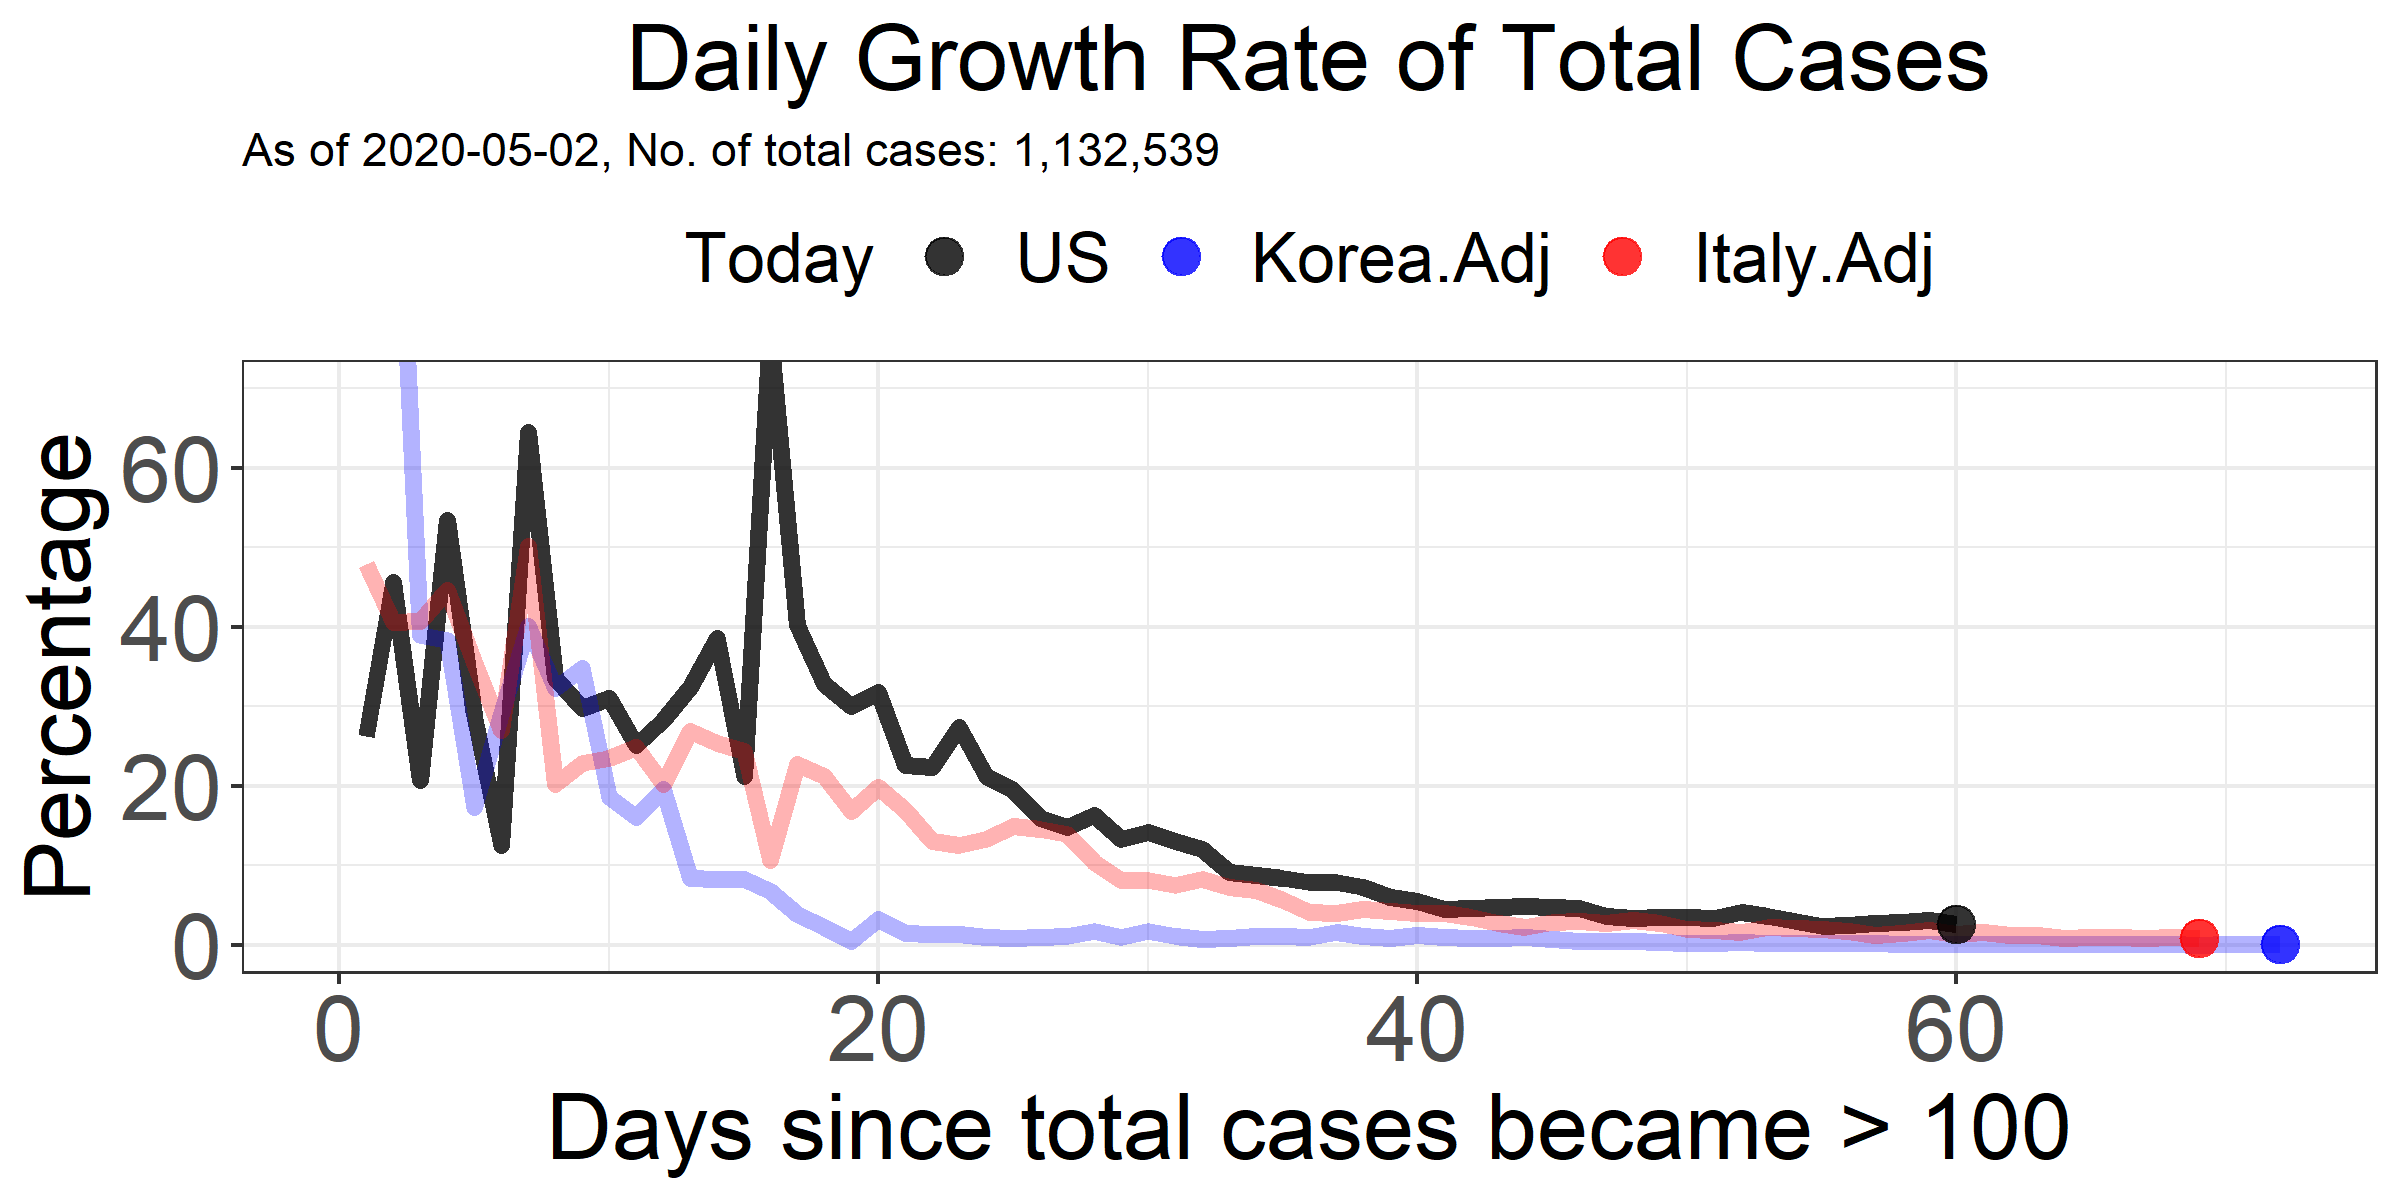 Daily Growth Rate of Total Cases
As of 2020-05-02, No. of total cases: 1,132,539
Today US Korea.Adj Italy.Adj
Percentage
60
40
20
0
0 20 40 60
Days since total cases became > 100